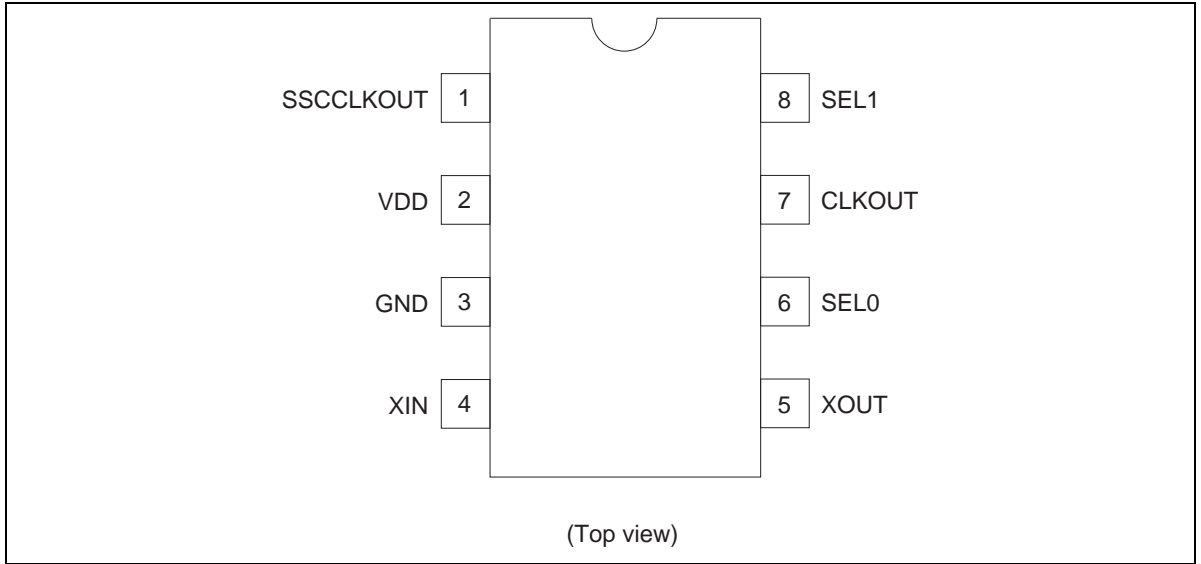 SSCCLKOUT 1 8 SEL1
VDD 2 7 CLKOUT
GND 3 6 SEL0
XIN 4 5 XOUT
(Top view)